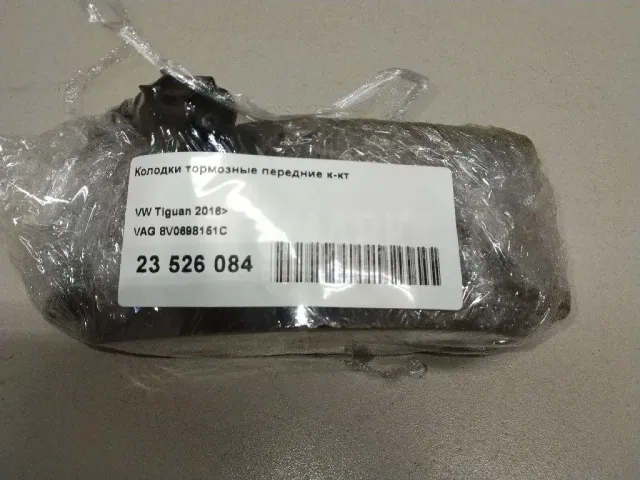 Колодки тормозные передние к-кт
VW Tiguan 2016>
VAG 8V0698151C
23 526 084